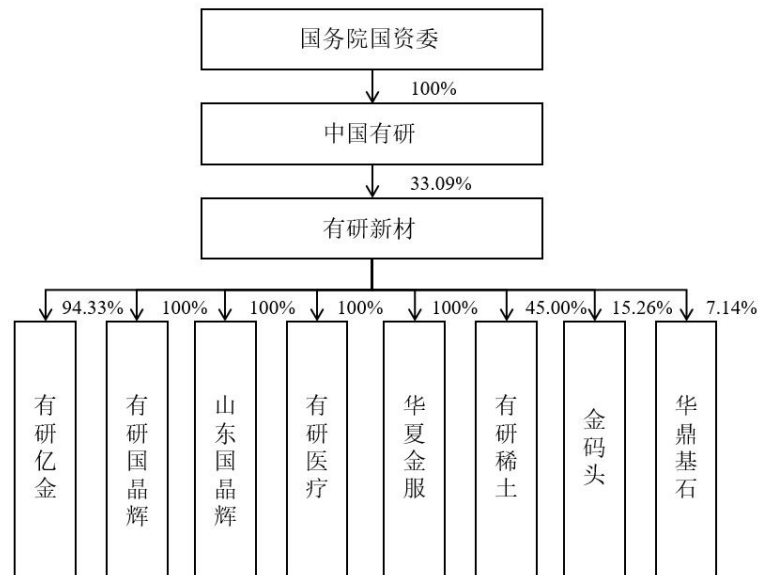 国务院国资委
100%
中国有研
33.09%
有研新材
94.33%
100%
100%
100%
100%
45.00%
15.26%
7.14%
有研亿金
有研国晶辉
山东国晶辉
有研医疗
华夏金服
有研稀土
金码头
华鼎基石